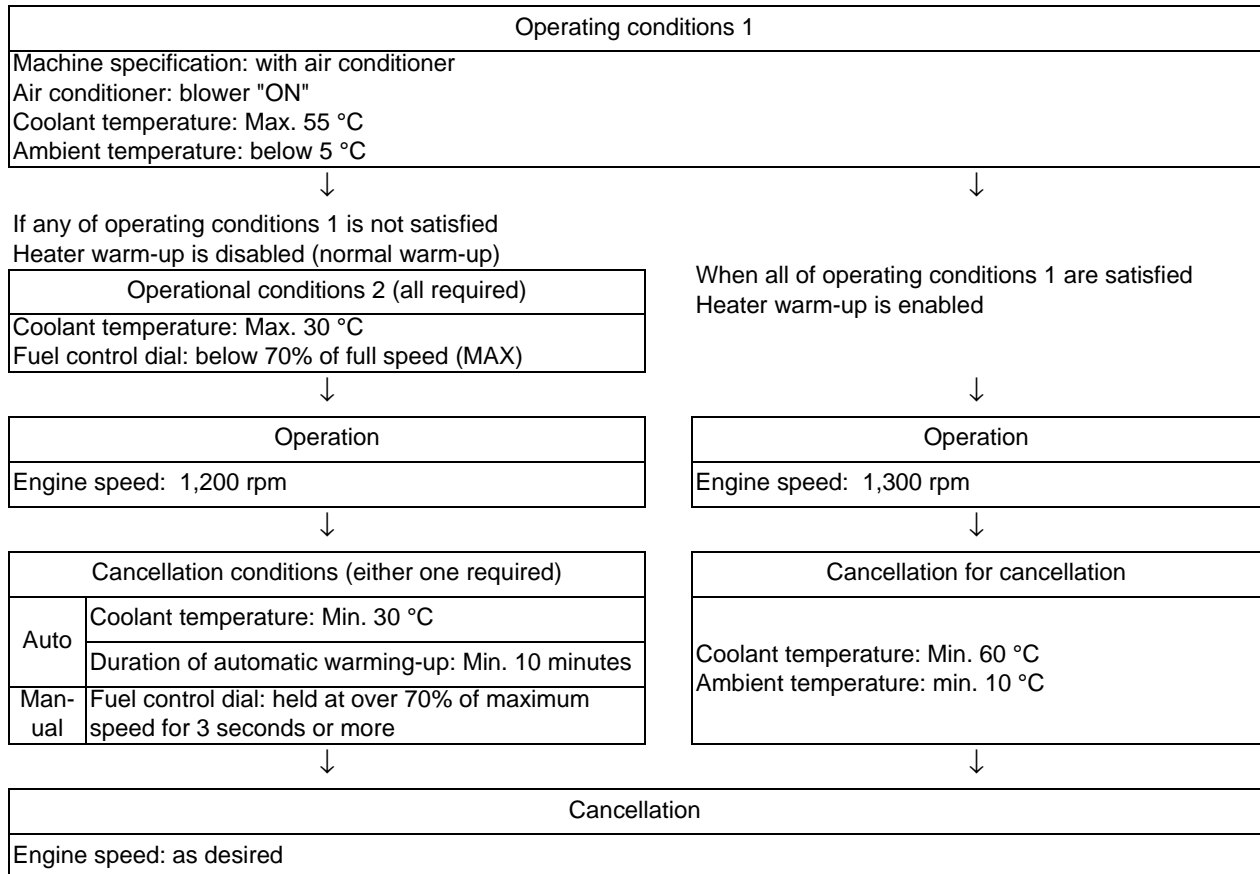 Operating conditions 1
Machine specification: with air conditioner
Air conditioner: blower "ON"
Coolant temperature: Max. 55 °C
Ambient temperature: below 5 °C
↓
↓
If any of operating conditions 1 is not satisfied
Heater warm-up is disabled (normal warm-up)
Operational conditions 2 (all required)
Coolant temperature: Max. 30 °C
Fuel control dial: below 70% of full speed (MAX)
When all of operating conditions 1 are satisfied
Heater warm-up is enabled
↓
↓
Operation
Engine speed: 1,200 rpm
Operation
Engine speed: 1,300 rpm
↓
↓
Cancellation conditions (either one required)
Auto
Coolant temperature: Min. 30 °C
Duration of automatic warming-up: Min. 10 minutes
Man-
ual
Fuel control dial: held at over 70% of maximum
speed for 3 seconds or more
Cancellation for cancellation
Coolant temperature: Min. 60 °C
Ambient temperature: min. 10 °C
↓
↓
Cancellation
Engine speed: as desired